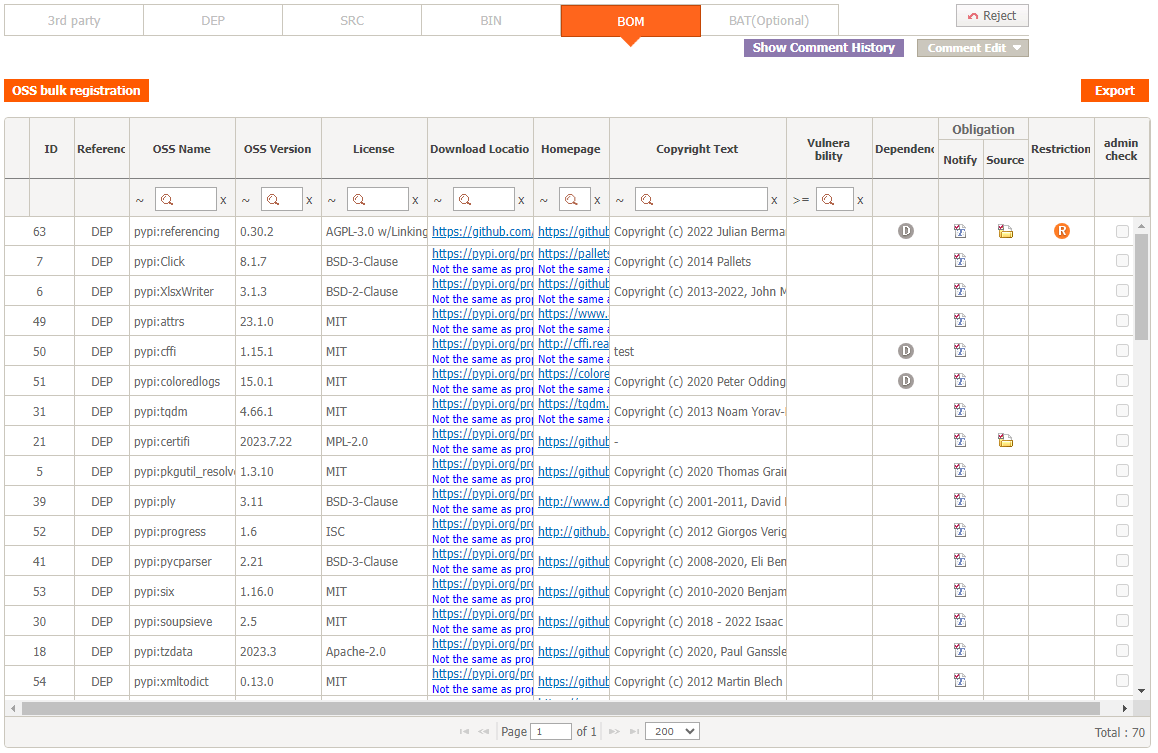 3rd party DEP SRC BIN BOM BAT(Optional) Reject
Show Comment History Comment Edit
OSS bulk registration Export
ID Referenc OSS Name OSS Version License Download Locatio Homepage Copyright Text Vulnera bility Dependenc Obligation Notify Source Restriction admin check
~ x ~ x ~ x ~ x ~ x ~ x >= x
63 DEP pypi:referencing 0.30.2 AGPL-3.0 w/Linking https://github.com/ https://github Copyright (c) 2022 Julian Berma D R
7 DEP pypi:Click 8.1.7 BSD-3-Clause https://pypi.org/pro https://pallets Copyright (c) 2014 Pallets
Not the same as prop Not the same a
6 DEP pypi:XlsxWriter 3.1.3 BSD-2-Clause https://pypi.org/pro https://github Copyright (c) 2013-2022, John M
Not the same as prop Not the same a
49 DEP pypi:attrs 23.1.0 MIT https://pypi.org/pro https://www.
Not the same as prop Not the same a
50 DEP pypi:cffi 1.15.1 MIT https://pypi.org/pro http://cffi.rea test D
Not the same as prop Not the same a
51 DEP pypi:coloredlogs 15.0.1 MIT https://pypi.org/pro https://colore Copyright (c) 2020 Peter Odding D
Not the same as prop Not the same a
31 DEP pypi:tqdm 4.66.1 MIT https://pypi.org/pro https://tqdm. Copyright (c) 2013 Noam Yorav-
Not the same as prop Not the same a
21 DEP pypi:certifi 2023.7.22 MPL-2.0 https://pypi.org/pro https://github -
Not the same as prop
5 DEP pypi:pkgutil_resolv 1.3.10 MIT https://pypi.org/pro https://github Copyright (c) 2020 Thomas Grai
Not the same as prop
39 DEP pypi:ply 3.11 BSD-3-Clause https://pypi.org/pro http://www.d Copyright (c) 2001-2011, David
Not the same as prop
52 DEP pypi:progress 1.6 ISC https://pypi.org/pro http://github. Copyright (c) 2012 Giorgos Verig
Not the same as prop
41 DEP pypi:pycparser 2.21 BSD-3-Clause https://pypi.org/pro https://github Copyright (c) 2008-2020, Eli Ben
Not the same as prop
53 DEP pypi:six 1.16.0 MIT https://pypi.org/pro https://github Copyright (c) 2010-2020 Benjam
Not the same as prop
30 DEP pypi:soupsieve 2.5 MIT https://pypi.org/pro https://github Copyright (c) 2018 - 2022 Isaac
Not the same as prop
18 DEP pypi:tzdata 2023.3 Apache-2.0 https://pypi.org/pro https://github Copyright (c) 2020, Paul Ganssle
Not the same as prop
54 DEP pypi:xmltodict 0.13.0 MIT https://pypi.org/pro https://github Copyright (c) 2012 Martin Blech
Not the same as prop
Page 1 of 1 200 Total : 70